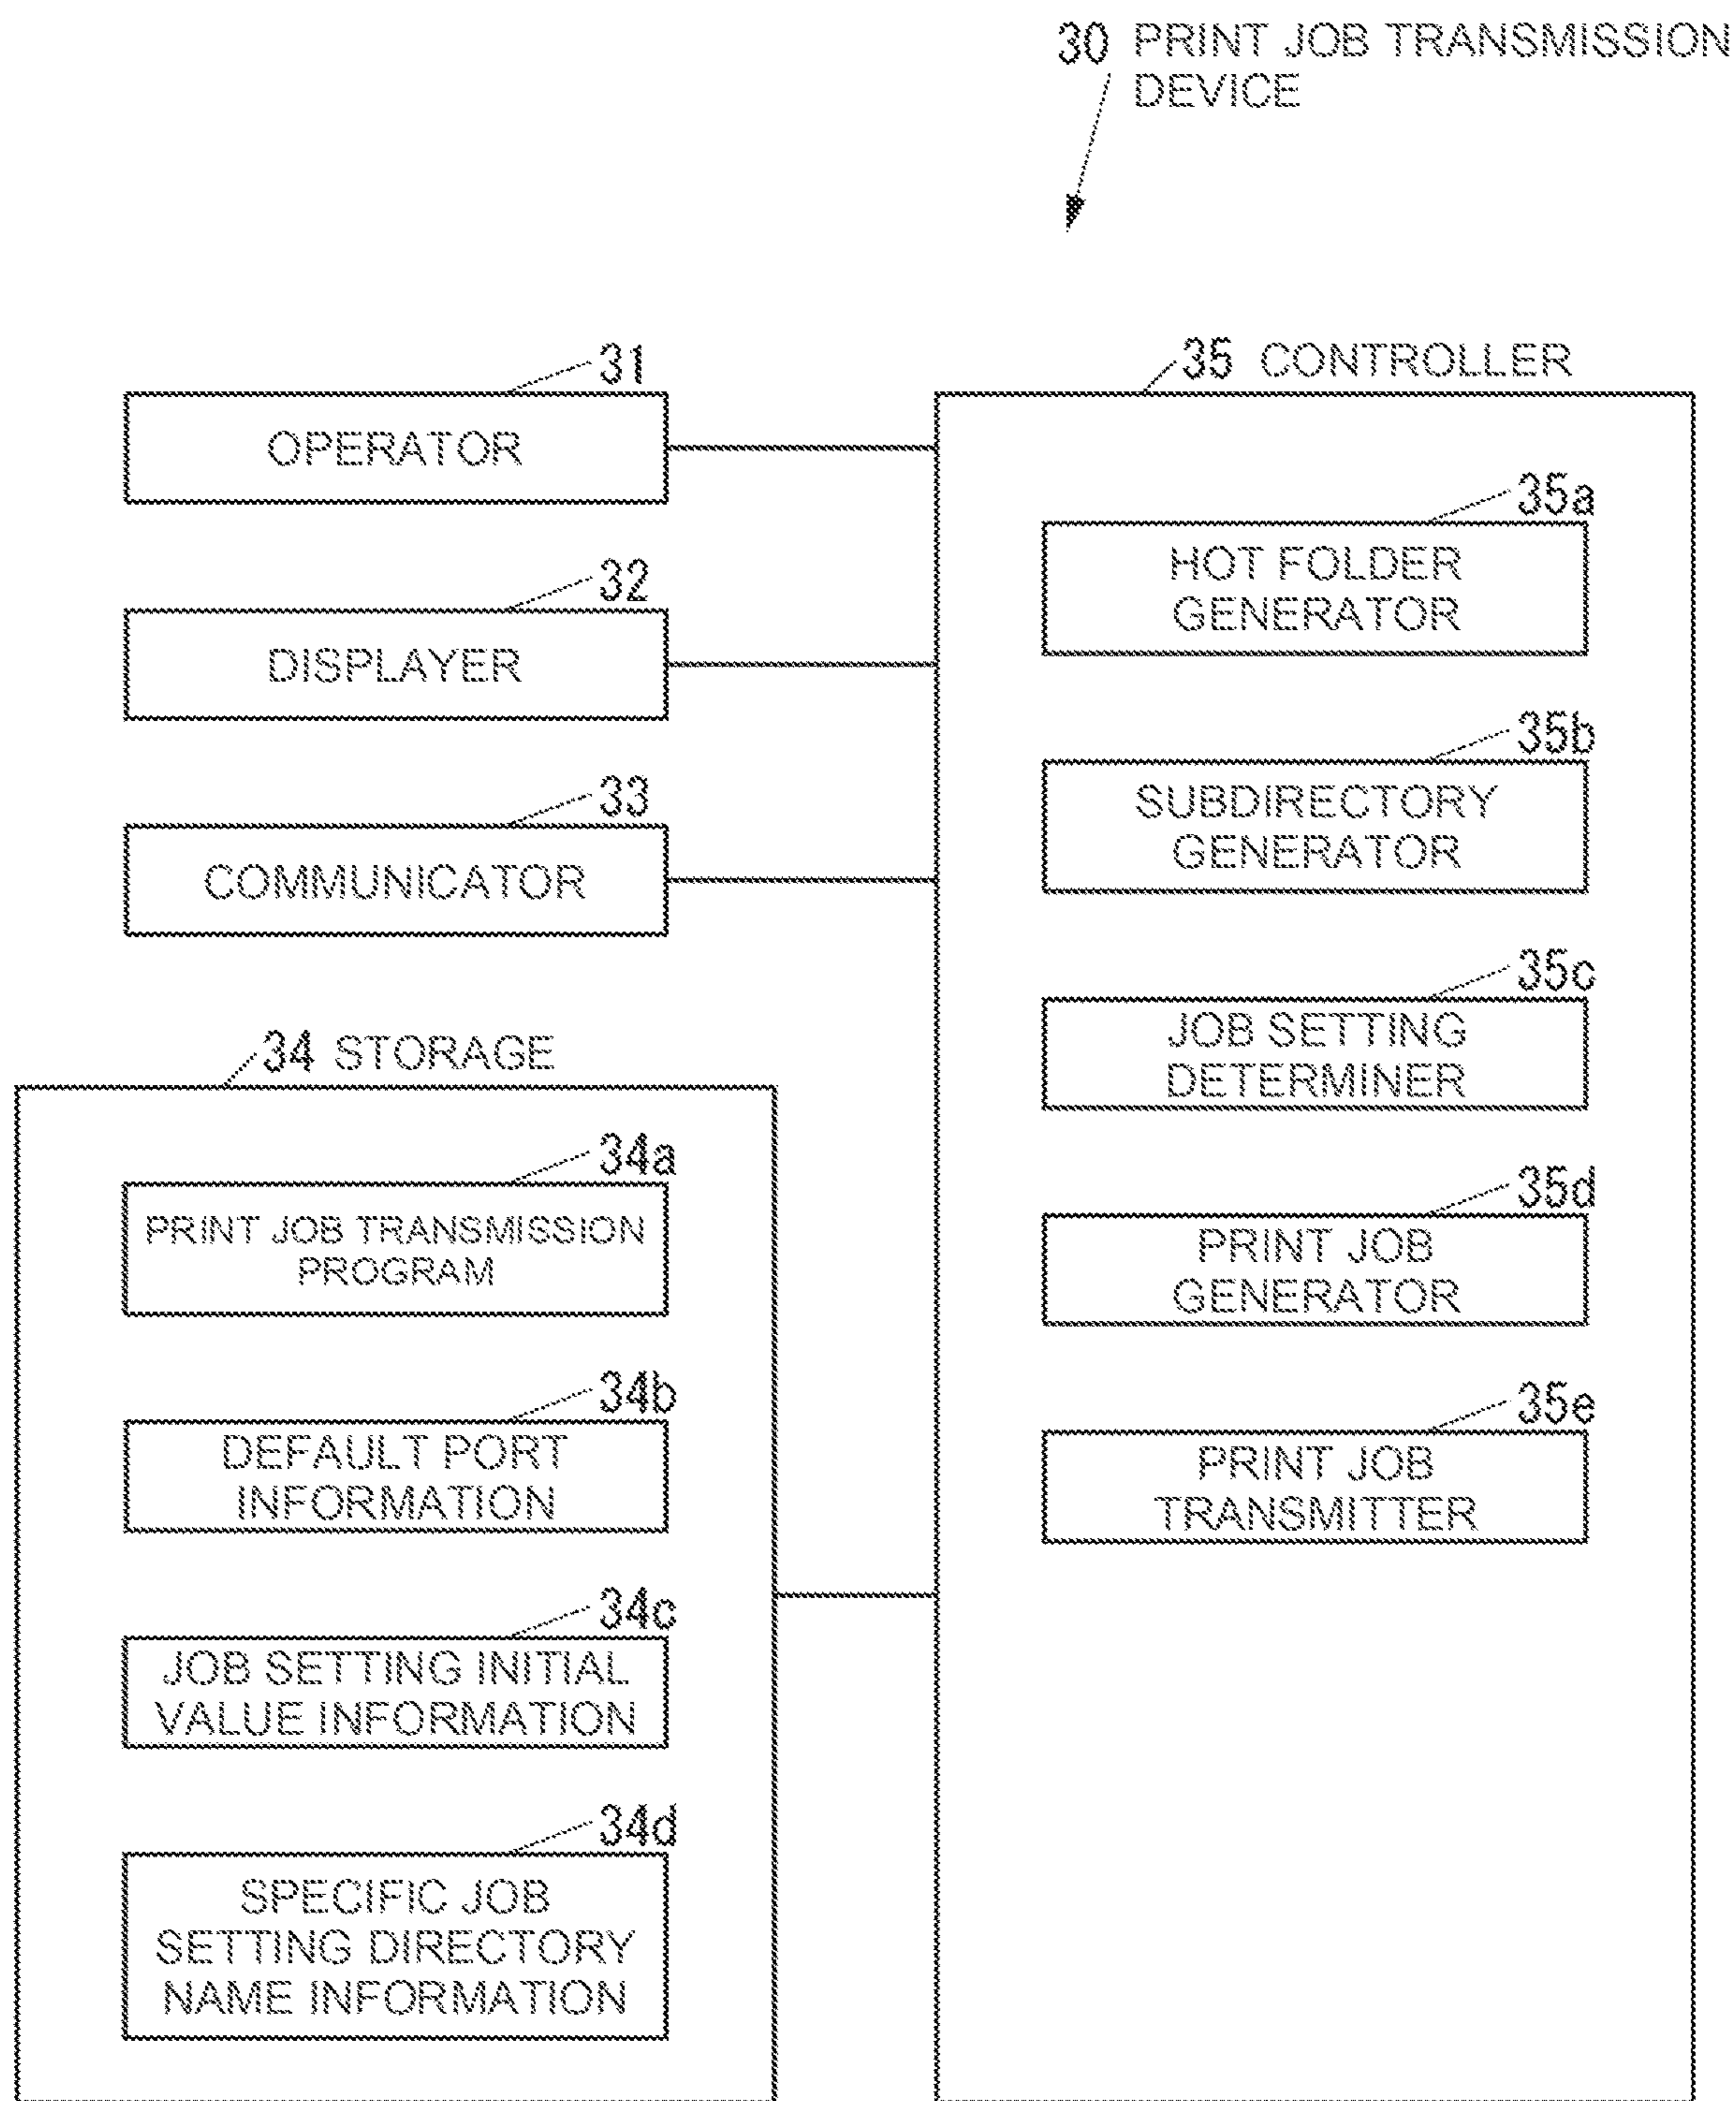 30 PRINT JOB TRANSMISSION
DEVICE
31
OPERATOR
32
DISPLAYER
33
COMMUNICATOR
34 STORAGE
34a
PRINT JOB TRANSMISSION
PROGRAM
34b
DEFAULT PORT
INFORMATION
34c
JOB SETTING INITIAL
VALUE INFORMATION
34d
SPECIFIC JOB
SETTING DIRECTORY
NAME INFORMATION
35 CONTROLLER
35a
HOT FOLDER
GENERATOR
35b
SUBDIRECTORY
GENERATOR
35c
JOB SETTING
DETERMINER
35d
PRINT JOB
GENERATOR
35e
PRINT JOB
TRANSMITTER